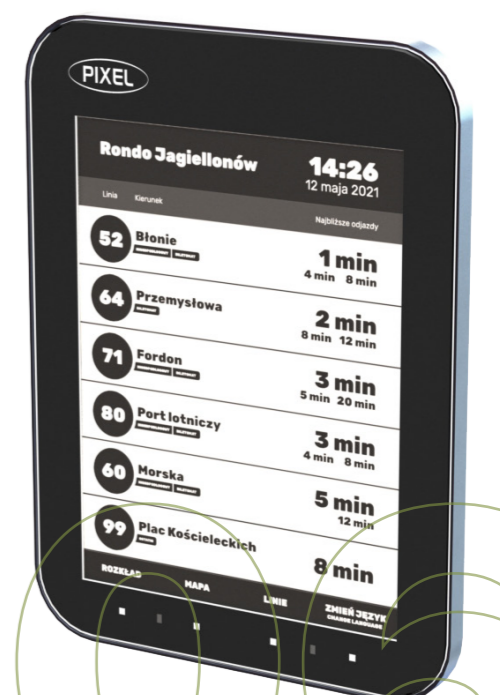 PIXEL
Rondo Jagiellonów
14:26
12 maja 2021
Linia Kierunek Najbliższe odjazdy
52 Błonie 1 min
4 min 8 min
64 Przemysłowa 2 min
8 min 12 min
71 Fordon 3 min
5 min 20 min
80 Port lotniczy 3 min
4 min 8 min
60 Morska 5 min
12 min
99 Plac Kościeleckich 8 min
ROZKŁAD MAPA LINIE ZMIEŃ JĘZYK
CHANGE LANGUAGE